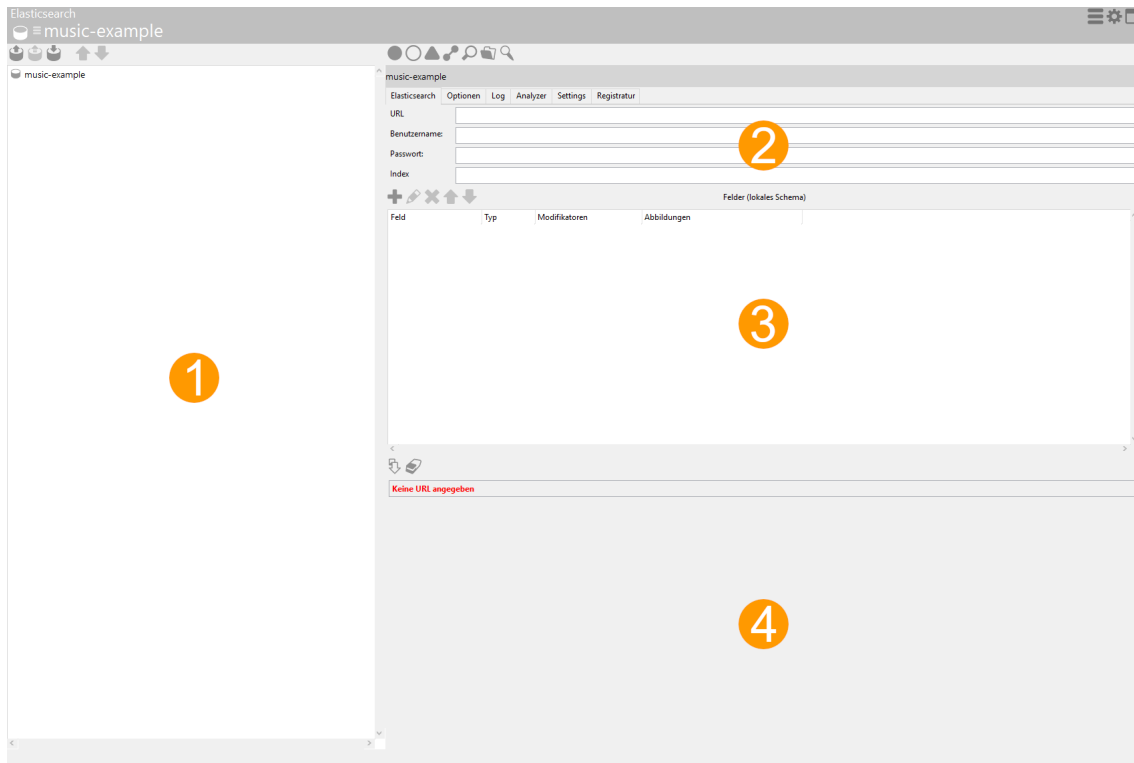 Elasticsearch
music-example
music-example
music-example
Elasticsearch Optionen Log Analyzer Settings Registratur
URL
Benutzername:
2
Passwort:
Index
Felder (lokales Schema)
Feld Typ Modifikatoren Abbildungen
3
1
Keine URL angegeben
4